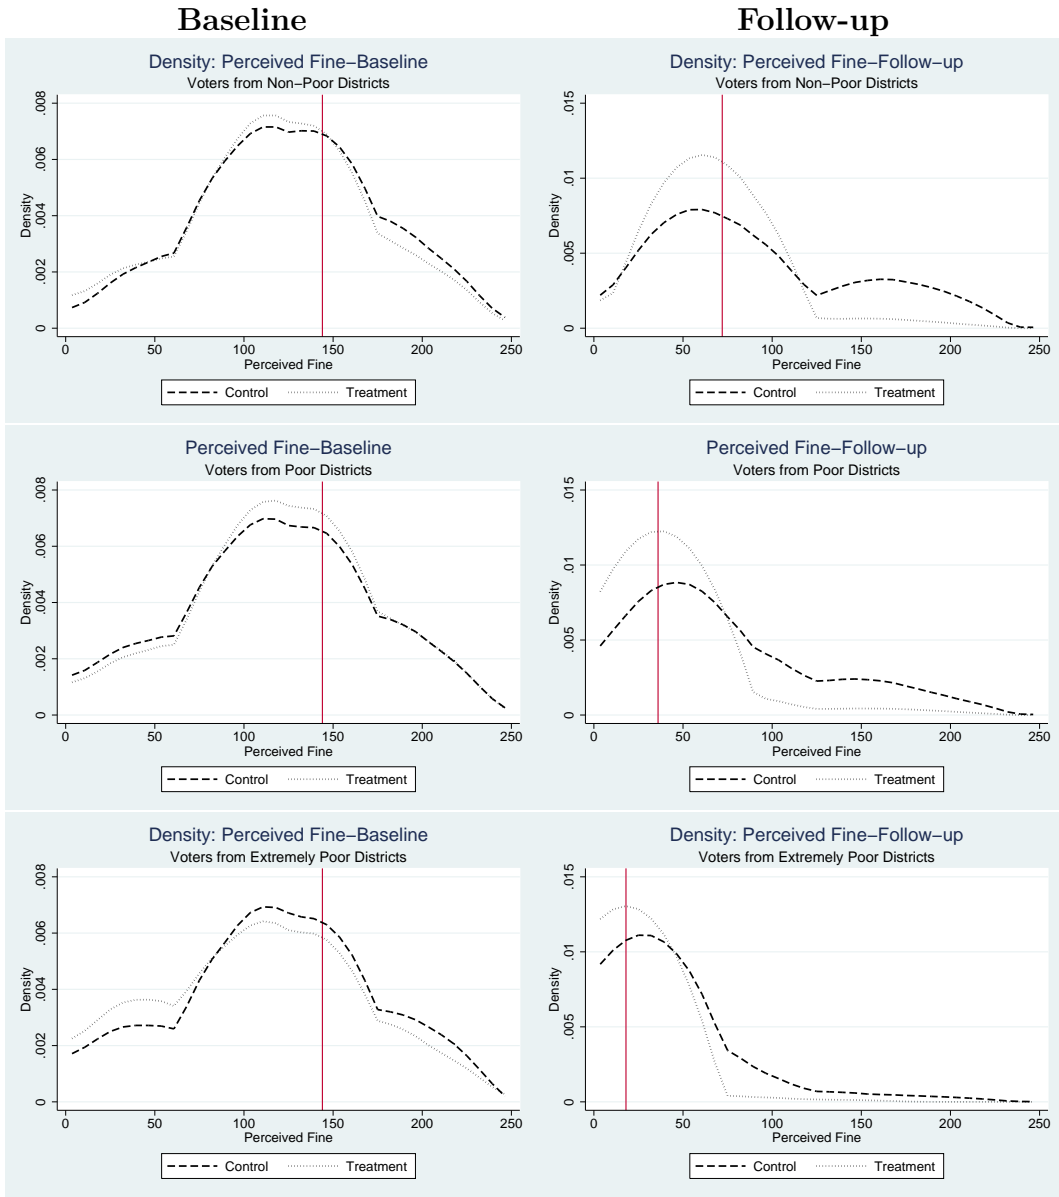 Baseline
Follow-up
Density: Perceived Fine−Baseline
Voters from Non−Poor Districts
.008
.006
.004
.002
0
Density
0 50 100 150 200 250
Perceived Fine
Control Treatment
Density: Perceived Fine−Follow−up
Voters from Non−Poor Districts
.015
.01
.005
0
Density
0 50 100 150 200 250
Perceived Fine
Control Treatment
Perceived Fine−Baseline
Voters from Poor Districts
.008
.006
.004
.002
0
Density
0 50 100 150 200 250
Perceived Fine
Control Treatment
Perceived Fine−Follow−up
Voters from Poor Districts
.015
.01
.005
0
Density
0 50 100 150 200 250
Perceived Fine
Control Treatment
Density: Perceived Fine−Baseline
Voters from Extremely Poor Districts
.008
.006
.004
.002
0
Density
0 50 100 150 200 250
Perceived Fine
Control Treatment
Density: Perceived Fine−Follow−up
Voters from Extremely Poor Districts
.015
.01
.005
0
Density
0 50 100 150 200 250
Perceived Fine
Control Treatment